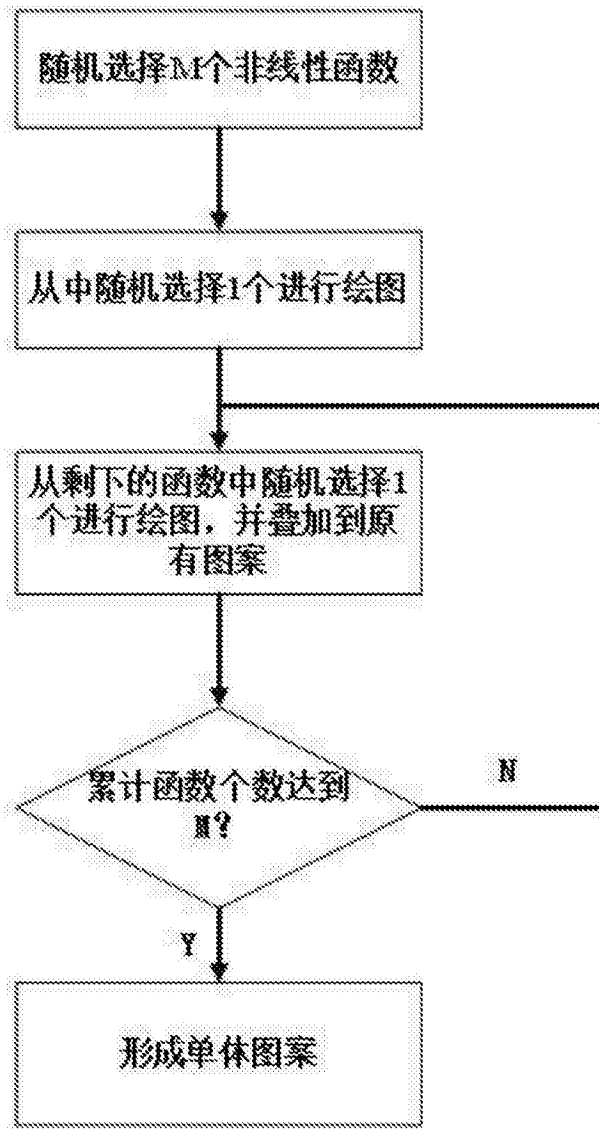 随机选择M个非线性函数
从中随机选择1个进行绘图
从剩下的函数中随机选择1
个进行绘图，并叠加到原
有图案
累计函数个数达到
M?
N
Y
形成单体图案